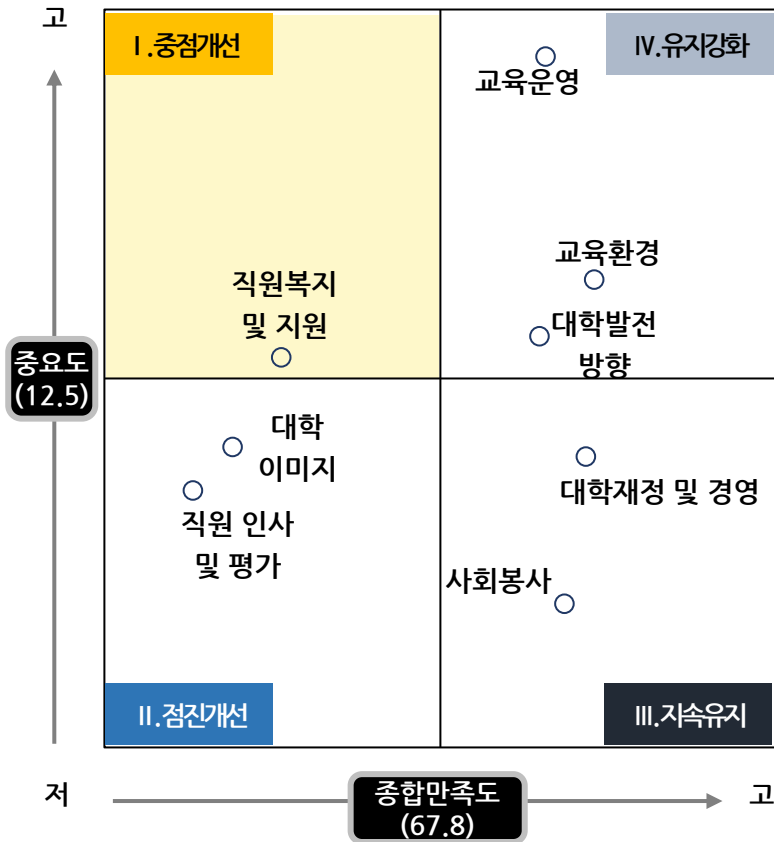 고
Ⅰ.중점개선
Ⅳ.유지강화
교육운영
교육환경
직원복지
및 지원
대학발전
방향
중요도
(12.5)
대학
이미지
직원 인사
및 평가
대학재정 및 경영
사회봉사
Ⅱ.점진개선
Ⅲ.지속유지
저
종합만족도
(67.8)
고